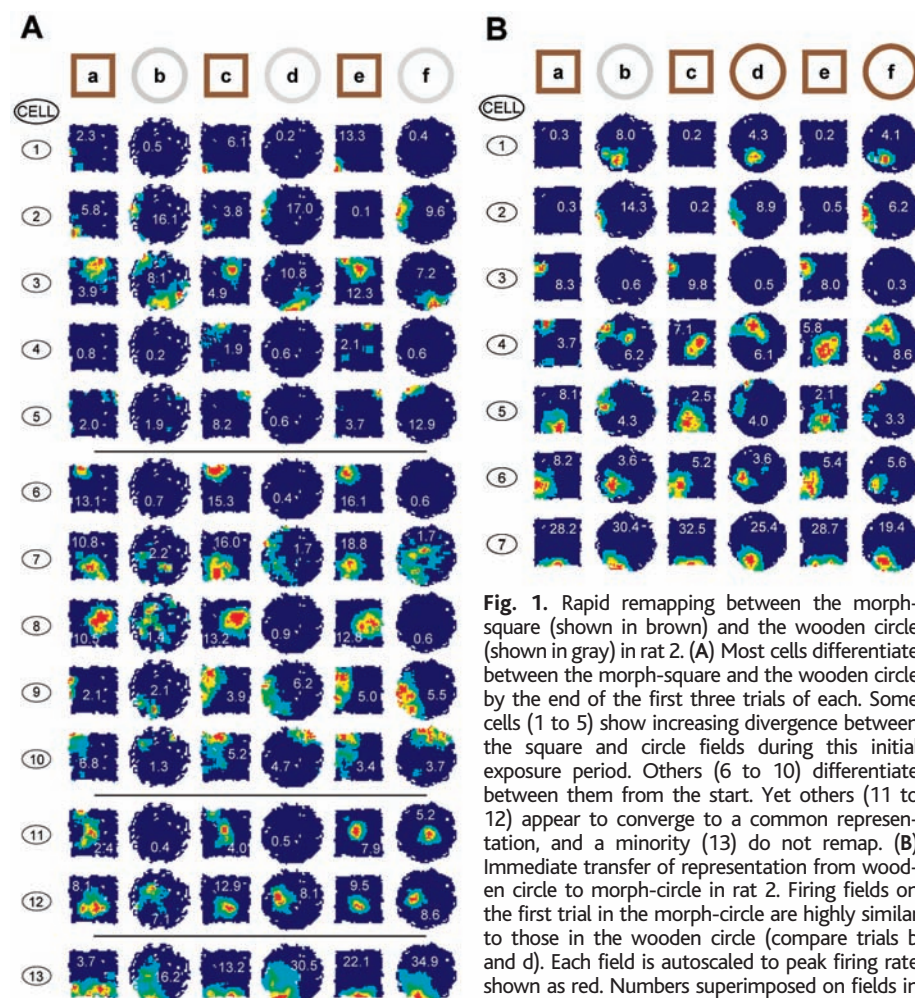 A
a b c d e f
CELL
1 2.3 0.5 6.1 0.2 13.3 0.4
2 5.8 16.1 3.8 17.0 0.1 9.6
3 3.9 8.1 4.9 10.8 12.3 7.2
4 0.8 0.2 1.9 0.6 2.1 0.6
5 2.0 1.9 8.2 0.6 3.7 12.9
6 13.1 0.7 15.3 0.4 16.1 0.6
7 10.8 2.2 16.0 1.7 18.8 1.7
8 10.5 1.4 13.2 0.9 12.8 0.6
9 2.1 2.1 3.9 6.2 5.0 5.5
10 6.8 1.3 5.2 4.7 3.4 3.7
11 2.4 0.4 4.0 0.5 7.9 5.2
12 8.1 7.1 12.9 8.1 9.5 8.6
13 3.7 16.2 13.2 30.5 22.1 34.9
B
a b c d e f
CELL
1 0.3 8.0 0.2 4.3 0.2 4.1
2 0.3 14.3 0.2 8.9 0.5 6.2
3 8.3 0.6 9.8 0.5 8.0 0.3
4 3.7 6.2 7.1 6.1 5.8 8.6
5 8.1 4.3 2.5 4.0 2.1 3.3
6 8.2 3.6 5.2 3.6 5.4 5.6
7 28.2 30.4 32.5 25.4 28.7 19.4
Fig. 1. Rapid remapping between the morph-
square (shown in brown) and the wooden circle
(shown in gray) in rat 2. (A) Most cells differentiate
between the morph-square and the wooden circle
by the end of the first three trials of each. Some
cells (1 to 5) show increasing divergence between
the square and circle fields during this initial
exposure period. Others (6 to 10) differentiate
between them from the start. Yet others (11 to
12) appear to converge to a common represen-
tation, and a minority (13) do not remap. (B)
Immediate transfer of representation from wood-
en circle to morph-circle in rat 2. Firing fields on
the first trial in the morph-circle are highly similar
to those in the wooden circle (compare trials b
and d). Each field is autoscaled to peak firing rate
shown as red. Numbers superimposed on fields in